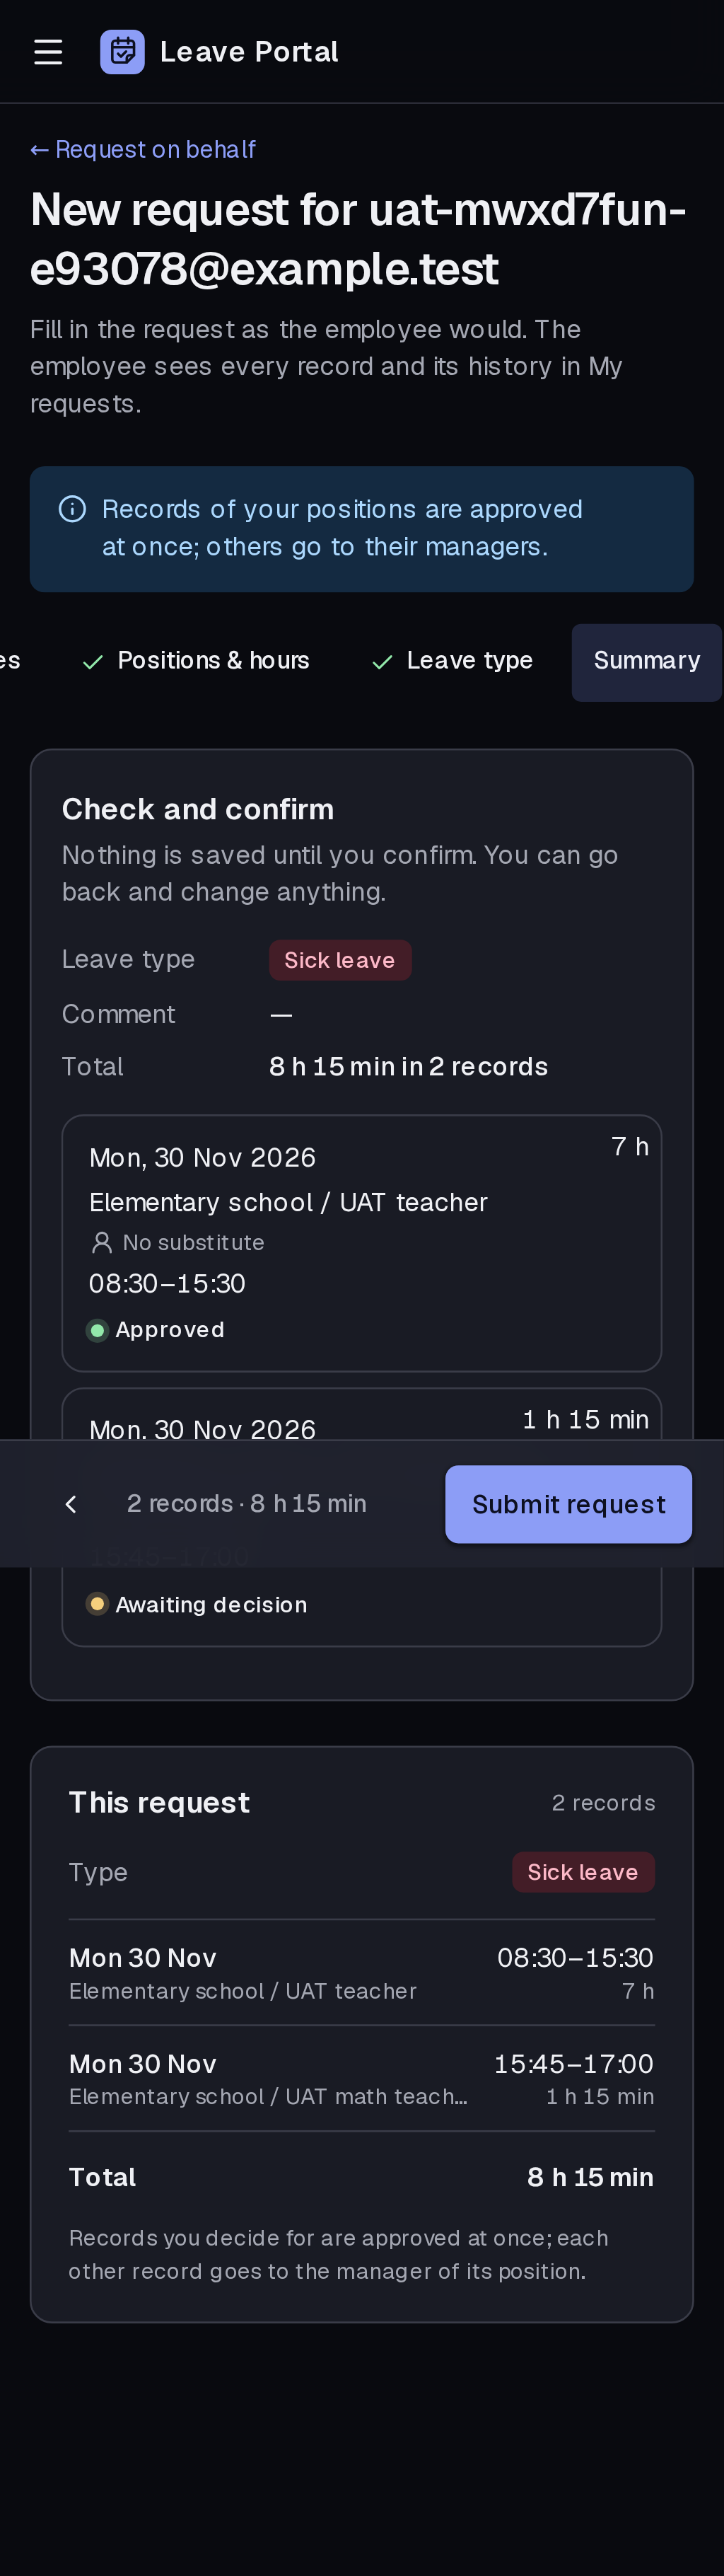 Leave Portal
← Request on behalf
New request for uat-mwxd7fun-
e93078@example.test
Fill in the request as the employee would. The
employee sees every record and its history in My
requests.
Records of your positions are approved
at once; others go to their managers.
es
Positions & hours
Leave type
Summary
Check and confirm
Nothing is saved until you confirm. You can go
back and change anything.
Leave type Sick leave
Comment —
Total 8 h 15 min in 2 records
Mon, 30 Nov 2026 7 h
Elementary school / UAT teacher
No substitute
08:30–15:30
Approved
Mon, 30 Nov 2026 1 h 15 min
2 records · 8 h 15 min
Submit request
15:45–17:00
Awaiting decision
This request 2 records
Type Sick leave
Mon 30 Nov 08:30–15:30
Elementary school / UAT teacher 7 h
Mon 30 Nov 15:45–17:00
Elementary school / UAT math teach… 1 h 15 min
Total 8 h 15 min
Records you decide for are approved at once; each
other record goes to the manager of its position.